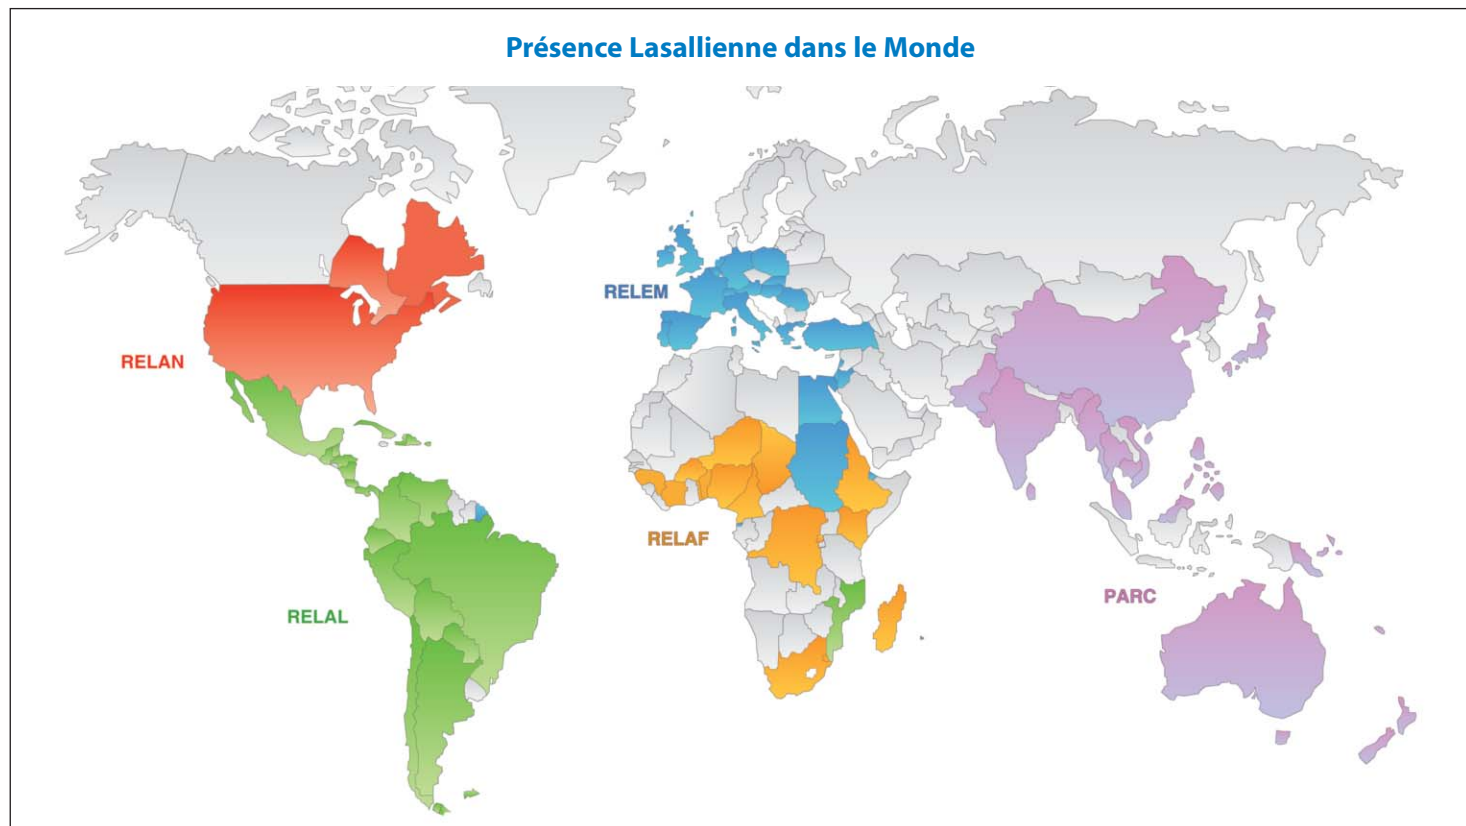 Présence Lasallienne dans le Monde
RELEM
RELAN
RELAF
PARC
RELAL